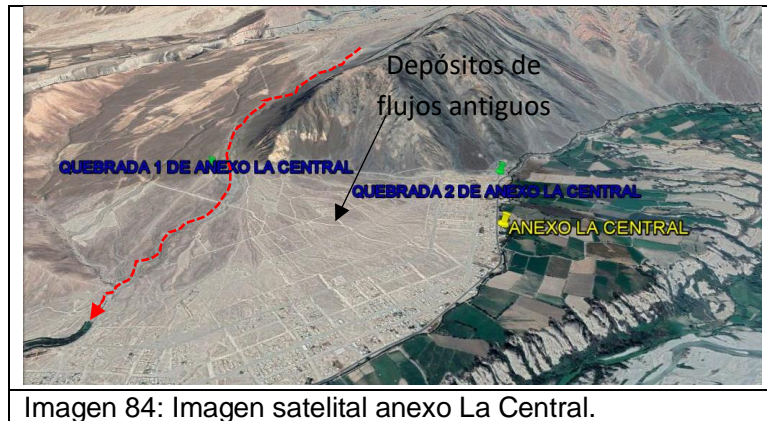 Depósitos de
flujos antiguos
QUEBRADA 1 DE ANEXO LA CENTRAL
QUEBRADA 2 DE ANEXO LA CENTRAL
ANEXO LA CENTRAL
Imagen 84: Imagen satelital anexo La Central.